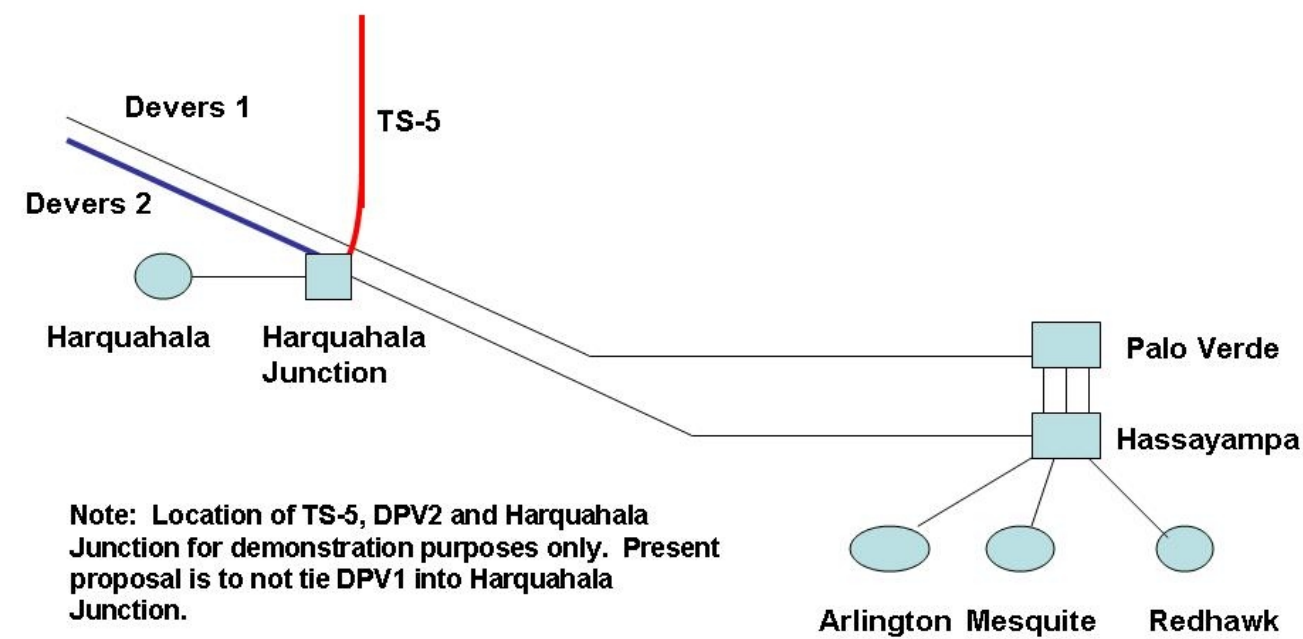 Devers 1
TS-5
Devers 2
Harquahala
Harquahala
Junction
Palo Verde
Hassayampa
Note: Location of TS-5, DPV2 and Harquahala
Junction for demonstration purposes only. Present
proposal is to not tie DPV1 into Harquahala
Junction.
Arlington
Mesquite
Redhawk